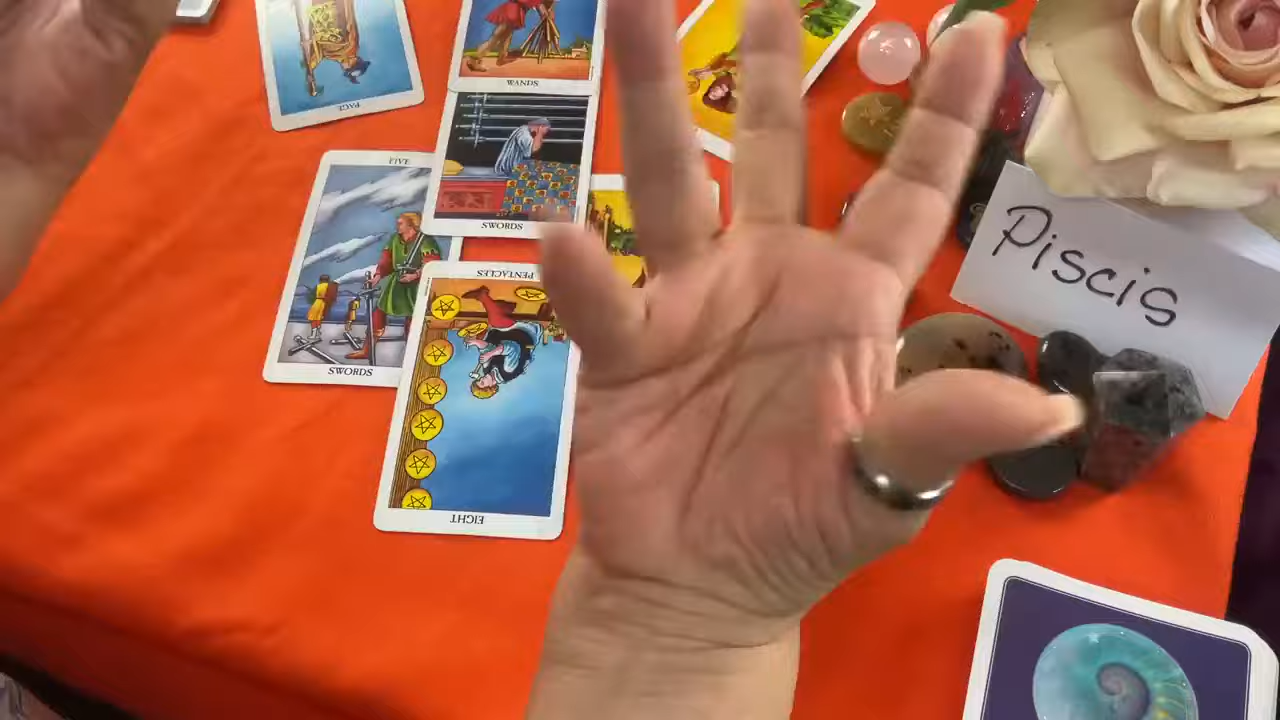 PAGE
WANDS
FIVE
SWORDS
SWORDS
PENTACLES
EIGHT
Piscis